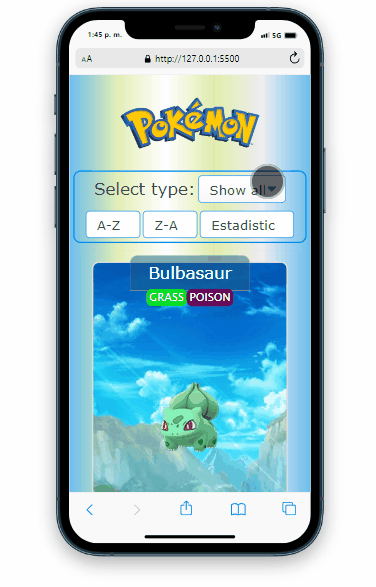 1:45 p. m.
5G
AA
http://127.0.0.1:5500
POKéMON
Select type: Show all
A-Z Z-A Estadistic
Bulbasaur
GRASS POISON